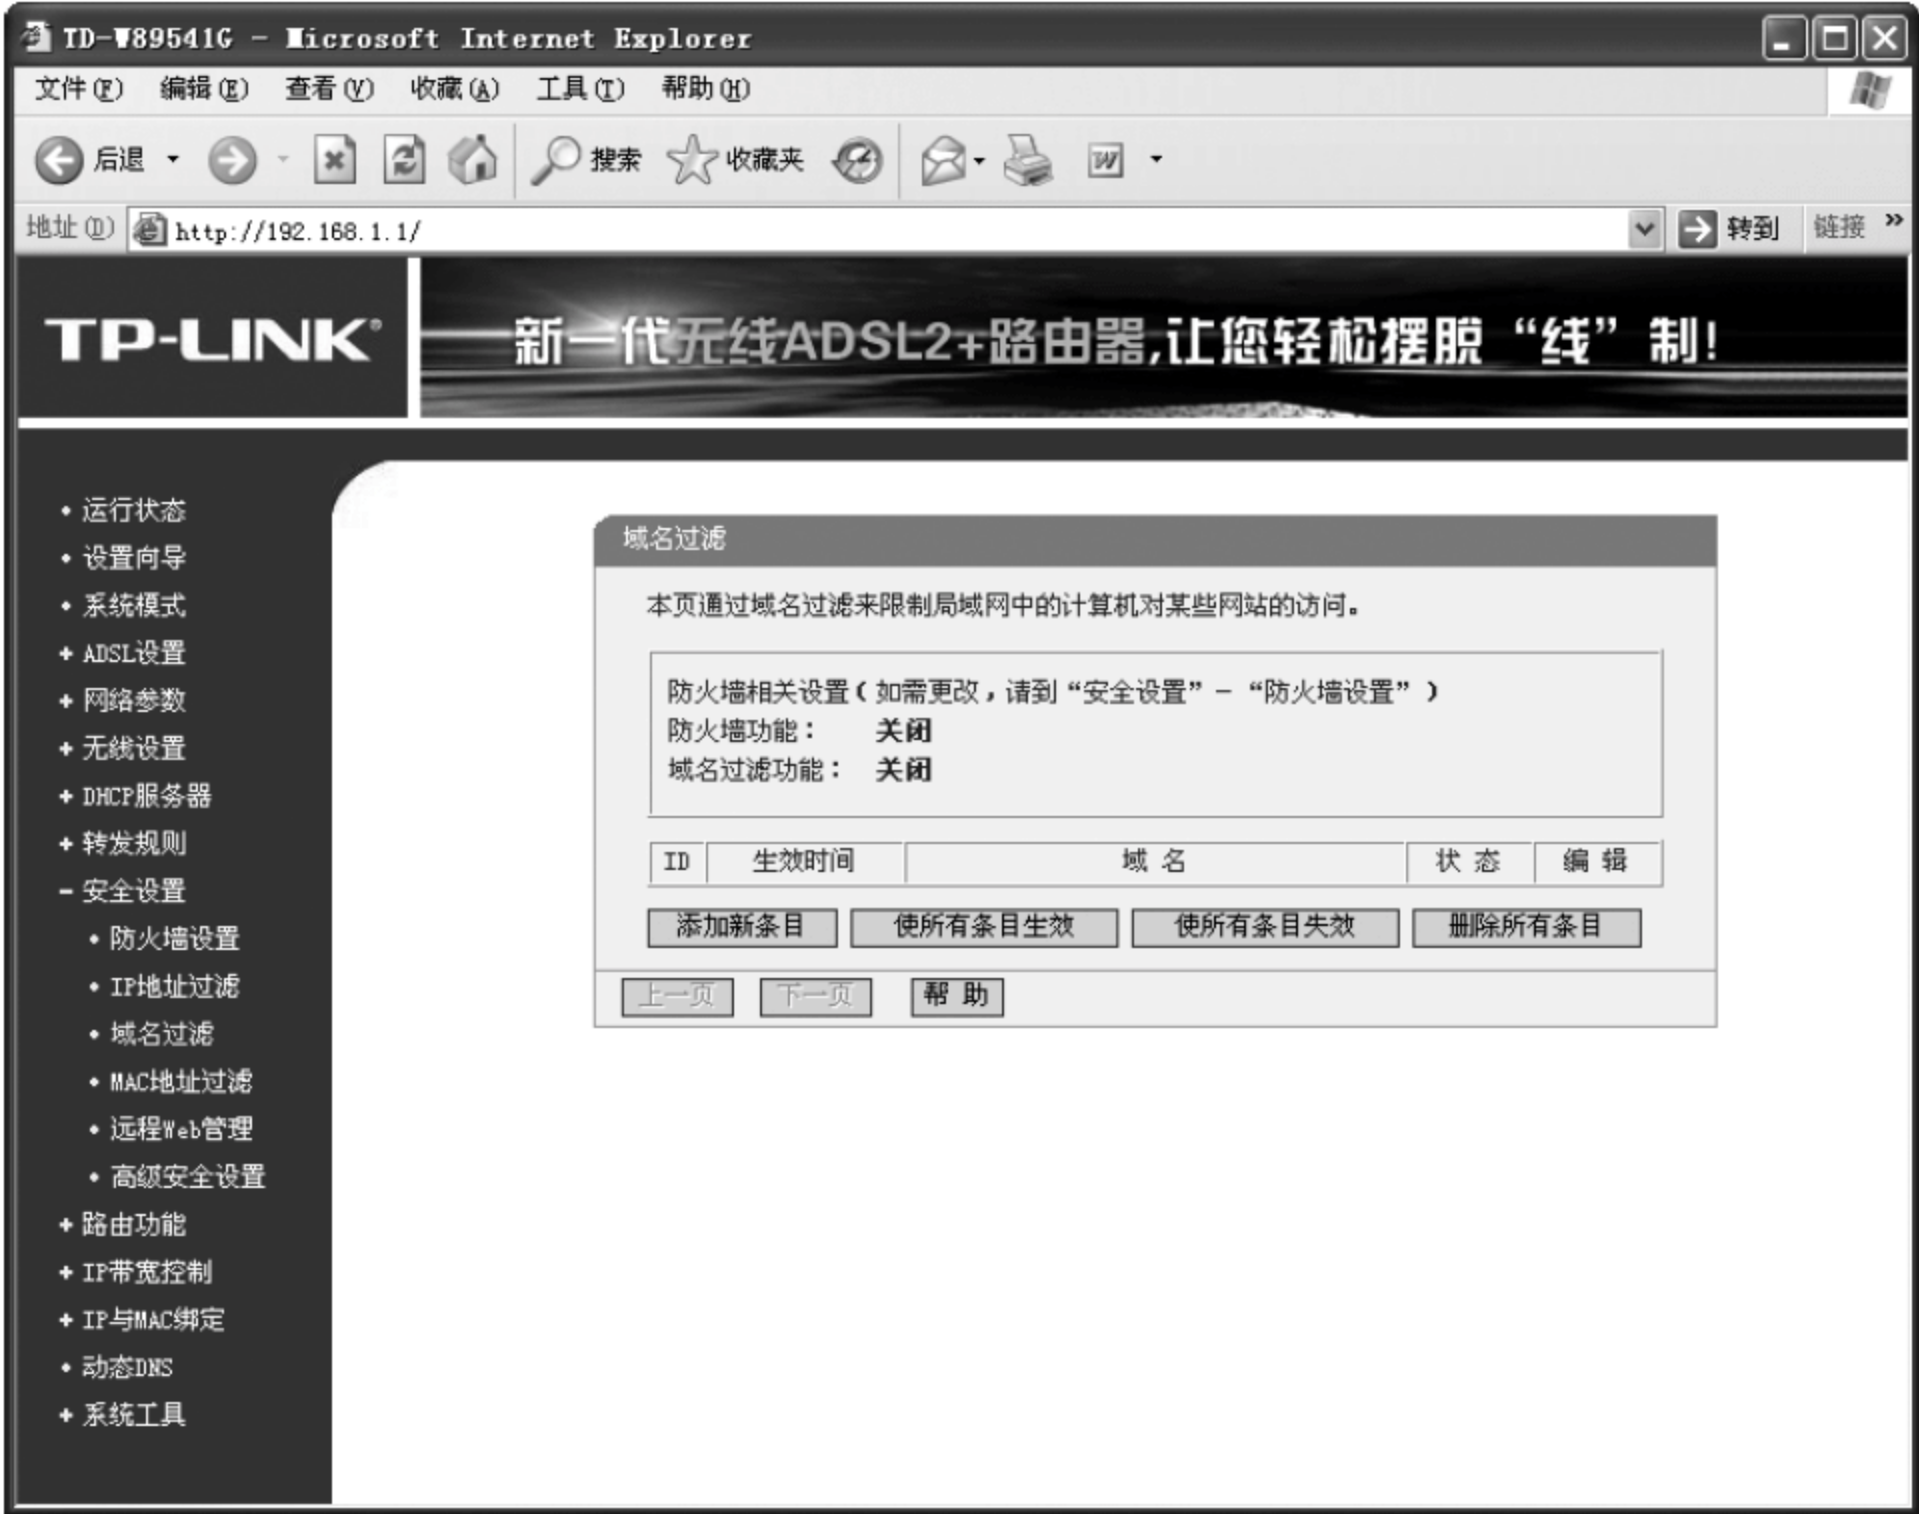 TD-W89541G - Microsoft Internet Explorer
文件(F) 编辑(E) 查看(V) 收藏(A) 工具(T) 帮助(H)
后退 搜索 收藏夹
地址(D) http://192.168.1.1/ 转到 链接 »
TP-LINK®
新一代无线ADSL2+路由器,让您轻松摆脱“线”制!
运行状态
设置向导
系统模式
+ ADSL设置
+ 网络参数
+ 无线设置
+ DHCP服务器
+ 转发规则
- 安全设置
防火墙设置
IP地址过滤
域名过滤
MAC地址过滤
远程Web管理
高级安全设置
+ 路由功能
+ IP带宽控制
+ IP与MAC绑定
动态DNS
+ 系统工具
域名过滤
本页通过域名过滤来限制局域网中的计算机对某些网站的访问。
防火墙相关设置(如需更改,请到“安全设置”-“防火墙设置”)
防火墙功能: 关闭
域名过滤功能: 关闭
ID 生效时间 域 名 状 态 编 辑
添加新条目 使所有条目生效 使所有条目失效 删除所有条目
上一页 下一页 帮 助